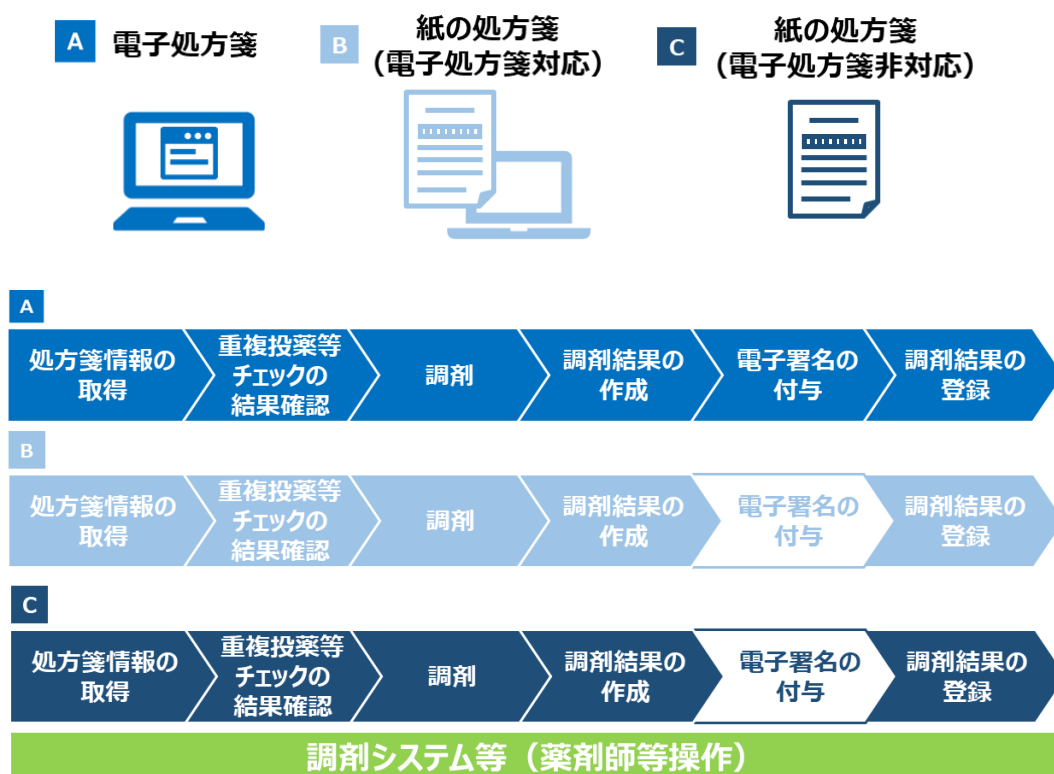 A 電子処方箋
B 紙の処方箋
（電子処方箋対応）
C 紙の処方箋
（電子処方箋非対応）
A
処方箋情報の
取得
重複投薬等
チェックの
結果確認
調剤
調剤結果の
作成
電子署名の
付与
調剤結果の
登録
B
処方箋情報の
取得
重複投薬等
チェックの
結果確認
調剤
調剤結果の
作成
電子署名の
付与
調剤結果の
登録
C
処方箋情報の
取得
重複投薬等
チェックの
結果確認
調剤
調剤結果の
作成
電子署名の
付与
調剤結果の
登録
調剤システム等（薬剤師等操作）